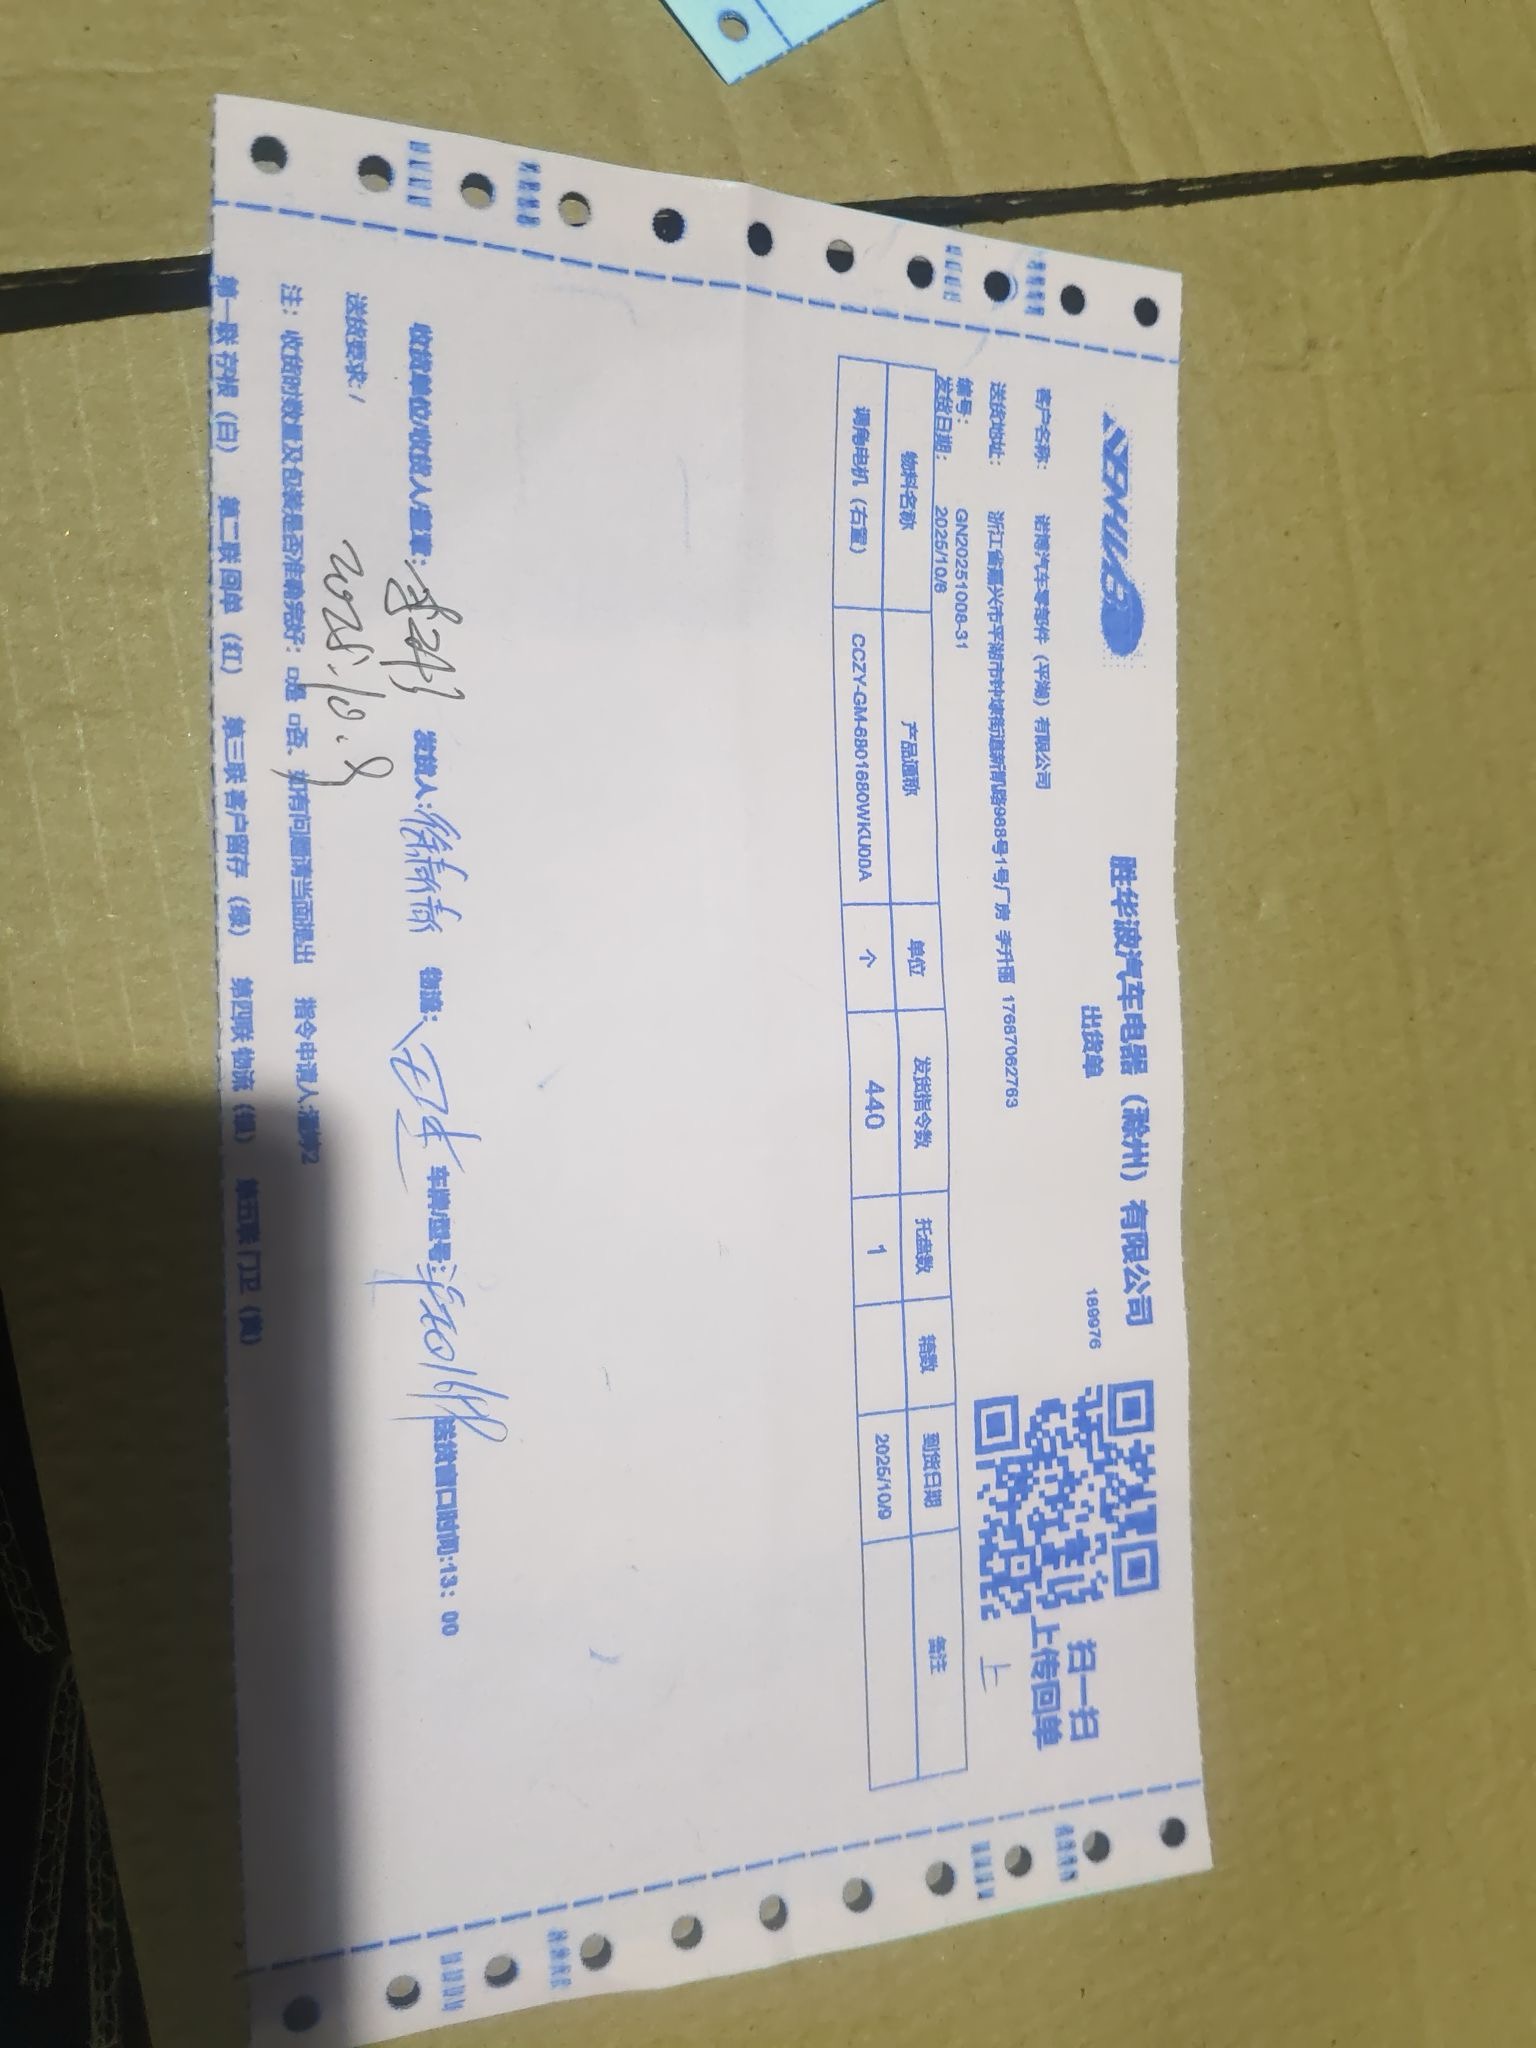 胜华波汽车电器（滁州）有限公司
出货单
189976
扫一扫
上传回单
上
客户名称： 诺博汽车零部件（平湖）有限公司
送货地址： 浙江省嘉兴市平湖市钟埭街道新凯路988号1号厂房 李升丽 17687062763
编号： GN20251008-31
发货日期： 2025/10/8
物料名称 产品通称 单位 发货指令数 托盘数 箱数 到货日期 备注
调角电机（右置） CCZY-GM-6801680WKU00A 个 440 1 2025/10/9
收货单位/收货人/盖章： 发货人： 物流： 车牌/型号： 送货窗口时间:13：00
送货要求：/
2025.10.9
注： 收货时数量及包装是否准确完好：□是 □否、如有问题请当面提出 指令申请人:
第一联 存根（白） 第二联 回单（红） 第三联 客户留存（绿） 第四联 物流（银） 第五联 门卫（黄）